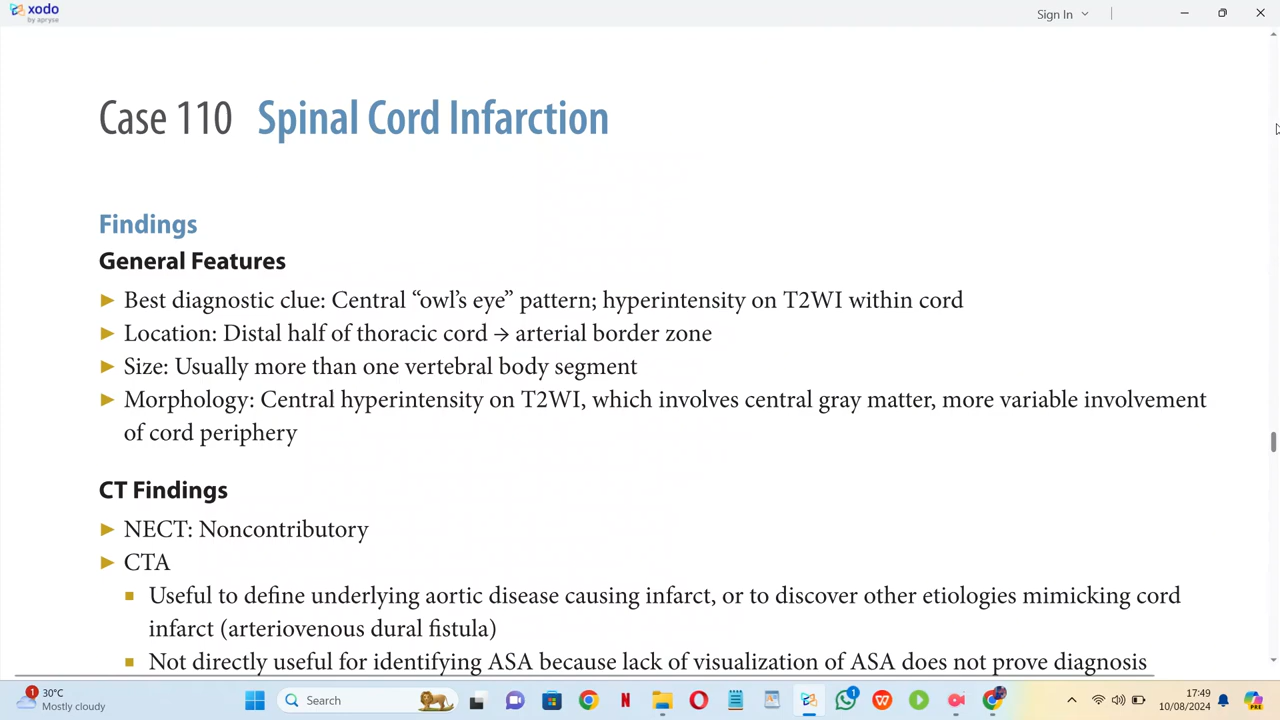 xodo
by apryse
Sign In
Case 110 Spinal Cord Infarction
Findings
General Features
► Best diagnostic clue: Central “owl’s eye” pattern; hyperintensity on T2WI within cord
► Location: Distal half of thoracic cord → arterial border zone
► Size: Usually more than one vertebral body segment
► Morphology: Central hyperintensity on T2WI, which involves central gray matter, more variable involvement
of cord periphery
CT Findings
► NECT: Noncontributory
► CTA
■ Useful to define underlying aortic disease causing infarct, or to discover other etiologies mimicking cord
infarct (arteriovenous dural fistula)
■ Not directly useful for identifying ASA because lack of visualization of ASA does not prove diagnosis
1
30°C
Mostly cloudy
Search
N
1
17:49
10/08/2024
PRE